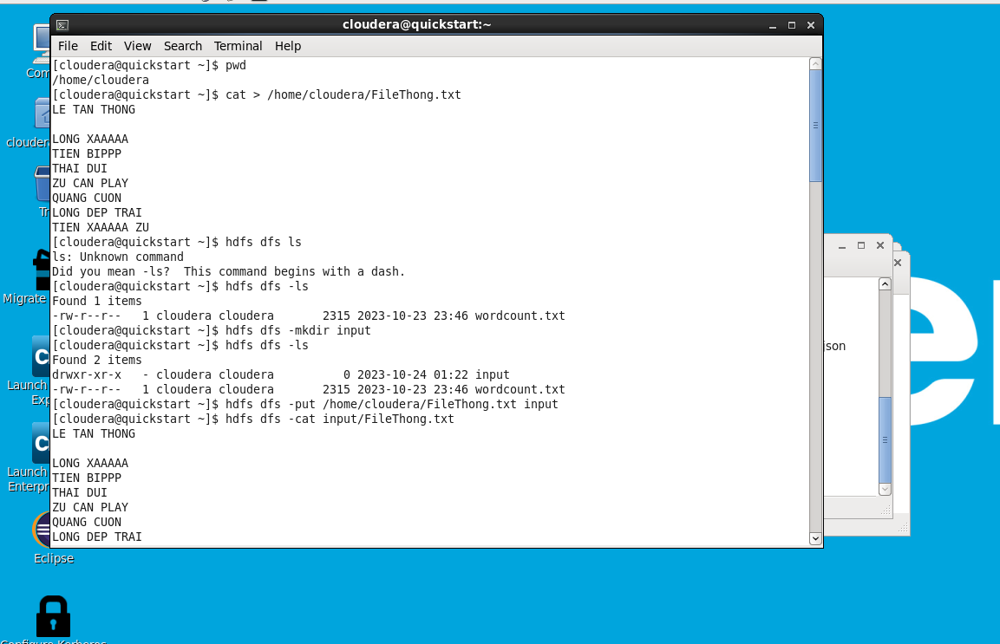 cloudera@quickstart:~
File Edit View Search Terminal Help
[cloudera@quickstart ~]$ pwd
/home/cloudera
[cloudera@quickstart ~]$ cat > /home/cloudera/FileThong.txt
LE TAN THONG

LONG XAAAAA
TIEN BIPPP
THAI DUI
ZU CAN PLAY
QUANG CUON
LONG DEP TRAI
TIEN XAAAAA ZU
[cloudera@quickstart ~]$ hdfs dfs ls
ls: Unknown command
Did you mean -ls?  This command begins with a dash.
[cloudera@quickstart ~]$ hdfs dfs -ls
Found 1 items
-rw-r--r--   1 cloudera cloudera       2315 2023-10-23 23:46 wordcount.txt
[cloudera@quickstart ~]$ hdfs dfs -mkdir input
[cloudera@quickstart ~]$ hdfs dfs -ls
Found 2 items
drwxr-xr-x   - cloudera cloudera          0 2023-10-24 01:22 input
-rw-r--r--   1 cloudera cloudera       2315 2023-10-23 23:46 wordcount.txt
[cloudera@quickstart ~]$ hdfs dfs -put /home/cloudera/FileThong.txt input
[cloudera@quickstart ~]$ hdfs dfs -cat input/FileThong.txt
LE TAN THONG

LONG XAAAAA
TIEN BIPPP
THAI DUI
ZU CAN PLAY
QUANG CUON
LONG DEP TRAI
Com
clouder
Tr
Migrate
Launch
Exp
Launch
Enterpr
Eclipse
json